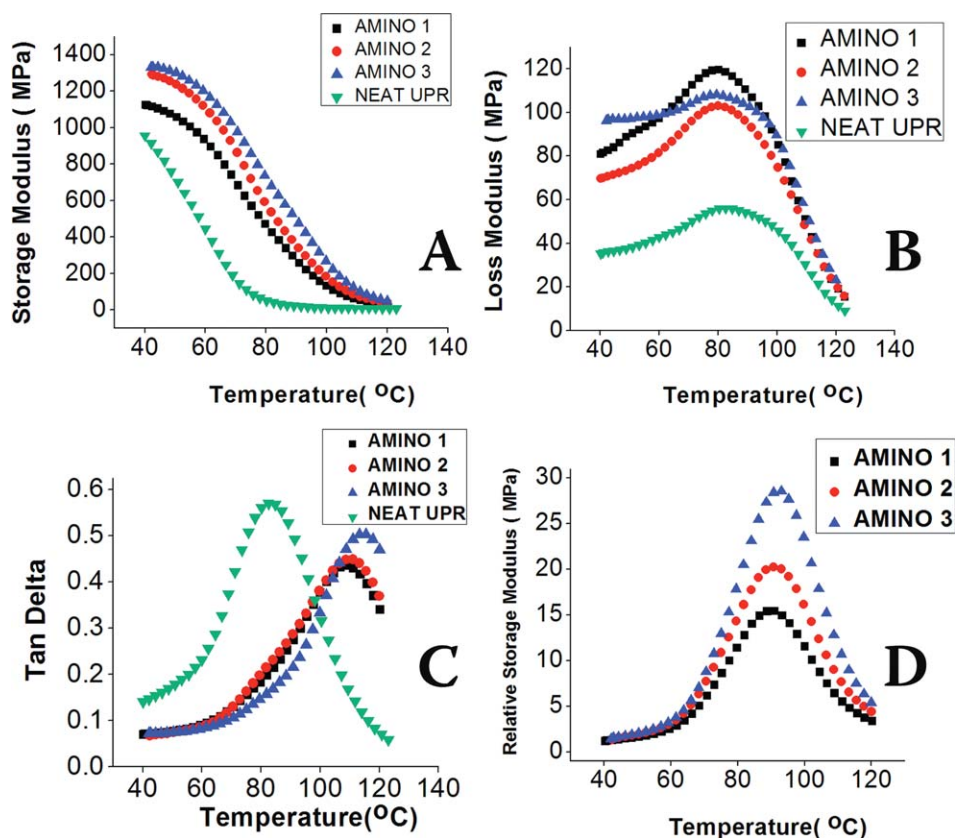 AMINO 1
AMINO 2
AMINO 3
NEAT UPR
Storage Modulus ( MPa)
1400
1200
1000
800
600
400
200
0
A
40 60 80 100 120 140
Temperature( ᴼC)
AMINO 1
AMINO 2
AMINO 3
NEAT UPR
Loss Modulus ( MPa)
120
100
80
60
40
20
0
B
40 60 80 100 120 140
Temperature( ᴼC)
AMINO 1
AMINO 2
AMINO 3
NEAT UPR
Tan Delta
0.6
0.5
0.4
0.3
0.2
0.1
0.0
C
40 60 80 100 120 140
Temperature(ᴼC)
AMINO 1
AMINO 2
AMINO 3
Relative Storage Modulus ( MPa)
30
25
20
15
10
5
0
D
40 60 80 100 120 140
Temperature(ᴼC)